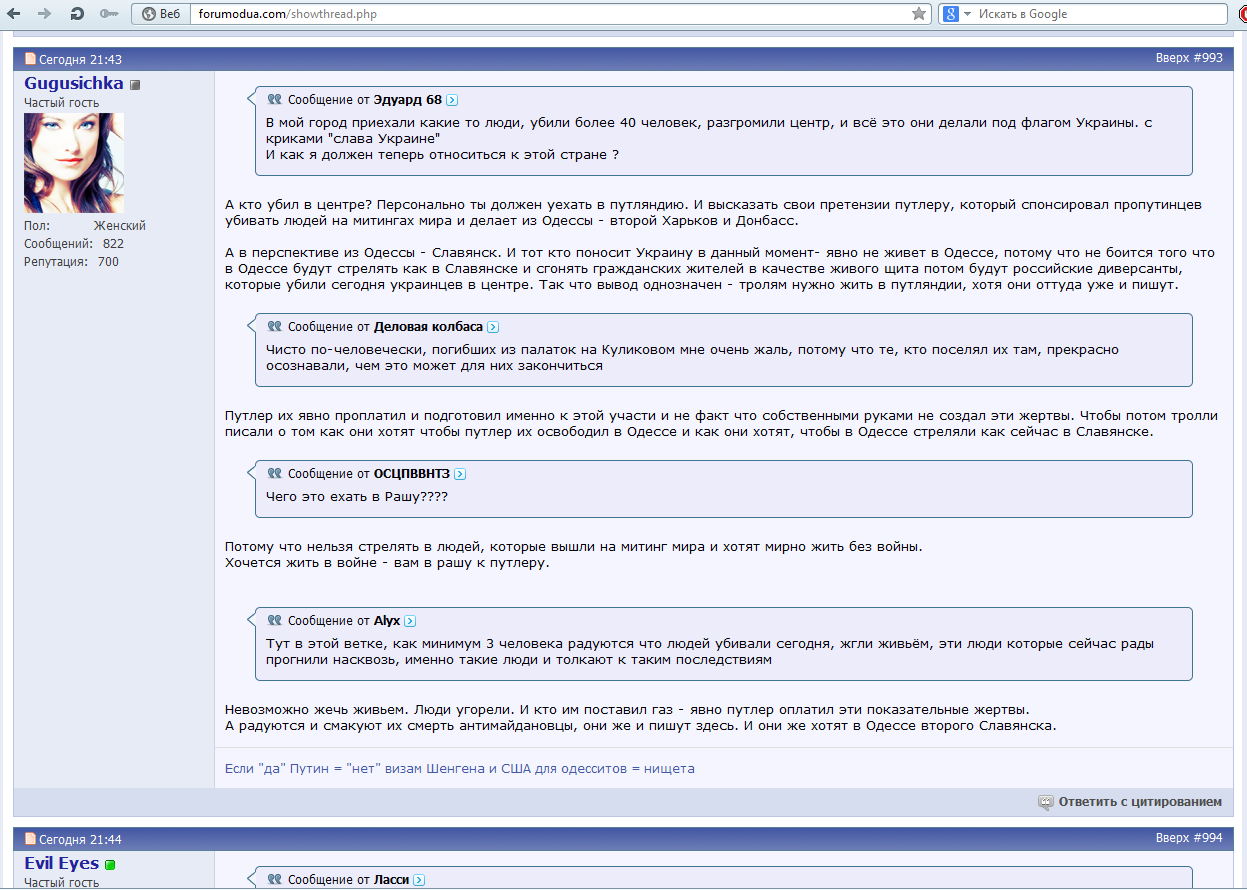 Веб
forumodua.com/showthread.php
Искать в Google
Сегодня 21:43
Вверх #993
Gugusichka
Частый гость
Пол: Женский
Сообщений: 822
Репутация: 700
Сообщение от Эдуард 68
В мой город приехали какие то люди, убили более 40 человек, разгромили центр, и всё это они делали под флагом Украины. с
криками "слава Украине"
И как я должен теперь относиться к этой стране ?
А кто убил в центре? Персонально ты должен уехать в путляндию. И высказать свои претензии путлеру, который спонсировал пропутинцев
убивать людей на митингах мира и делает из Одессы - второй Харьков и Донбасс.
А в перспективе из Одессы - Славянск. И тот кто поносит Украину в данный момент- явно не живет в Одессе, потому что не боится того что
в Одессе будут стрелять как в Славянске и сгонять гражданских жителей в качестве живого щита потом будут российские диверсанты,
которые убили сегодня украинцев в центре. Так что вывод однозначен - тролям нужно жить в путляндии, хотя они оттуда уже и пишут.
Сообщение от Деловая колбаса
Чисто по-человечески, погибших из палаток на Куликовом мне очень жаль, потому что те, кто поселял их там, прекрасно
осознавали, чем это может для них закончиться
Путлер их явно проплатил и подготовил именно к этой участи и не факт что собственными руками не создал эти жертвы. Чтобы потом тролли
писали о том как они хотят чтобы путлер их освободил в Одессе и как они хотят, чтобы в Одессе стреляли как сейчас в Славянске.
Сообщение от ОСЦПВВНТЗ
Чего это ехать в Рашу????
Потому что нельзя стрелять в людей, которые вышли на митинг мира и хотят мирно жить без войны.
Хочется жить в войне - вам в рашу к путлеру.
Сообщение от Alyx
Тут в этой ветке, как минимум 3 человека радуются что людей убивали сегодня, жгли живьём, эти люди которые сейчас рады
прогнили насквозь, именно такие люди и толкают к таким последствиям
Невозможно жечь живьем. Люди угорели. И кто им поставил газ - явно путлер оплатил эти показательные жертвы.
А радуются и смакуют их смерть антимайдановцы, они же и пишут здесь. И они же хотят в Одессе второго Славянска.
Если "да" Путин = "нет" визам Шенгена и США для одесситов = нищета
Ответить с цитированием
Сегодня 21:44
Вверх #994
Evil Eyes
Частый гость
Сообщение от Ласси